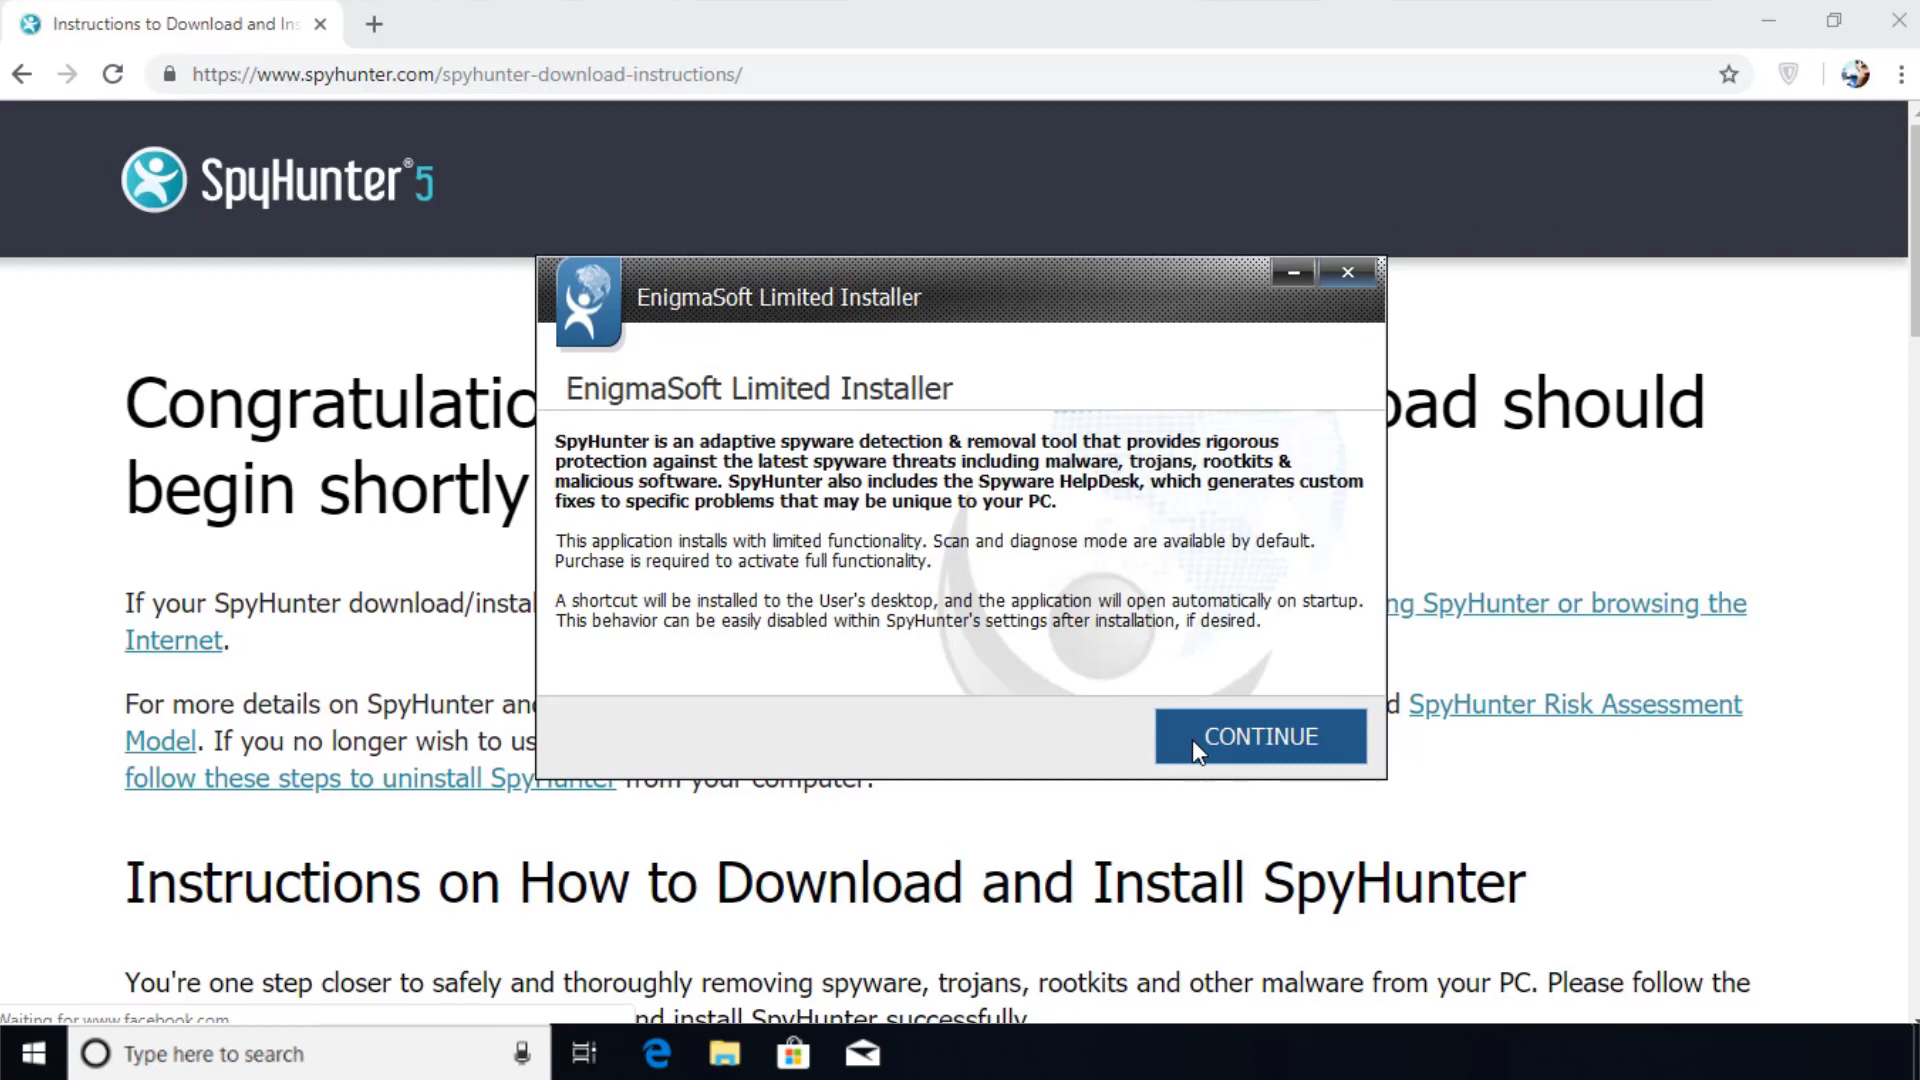 Instructions to Download and Ins
https://www.spyhunter.com/spyhunter-download-instructions/
SpyHunter®5
EnigmaSoft Limited Installer
EnigmaSoft Limited Installer
SpyHunter is an adaptive spyware detection & removal tool that provides rigorous
protection against the latest spyware threats including malware, trojans, rootkits &
malicious software. SpyHunter also includes the Spyware HelpDesk, which generates custom
fixes to specific problems that may be unique to your PC.
This application installs with limited functionality. Scan and diagnose mode are available by default.
Purchase is required to activate full functionality.
A shortcut will be installed to the User's desktop, and the application will open automatically on startup.
This behavior can be easily disabled within SpyHunter's settings after installation, if desired.
CONTINUE
Congratulatio oad should
begin shortly
If your SpyHunter download/instal ng SpyHunter or browsing the
Internet.
For more details on SpyHunter and d SpyHunter Risk Assessment
Model. If you no longer wish to us
follow these steps to uninstall SpyHunter from your computer.
Instructions on How to Download and Install SpyHunter
You're one step closer to safely and thoroughly removing spyware, trojans, rootkits and other malware from your PC. Please follow the
nd install SpyHunter successfully
Waiting for www.facebook.com
Type here to search